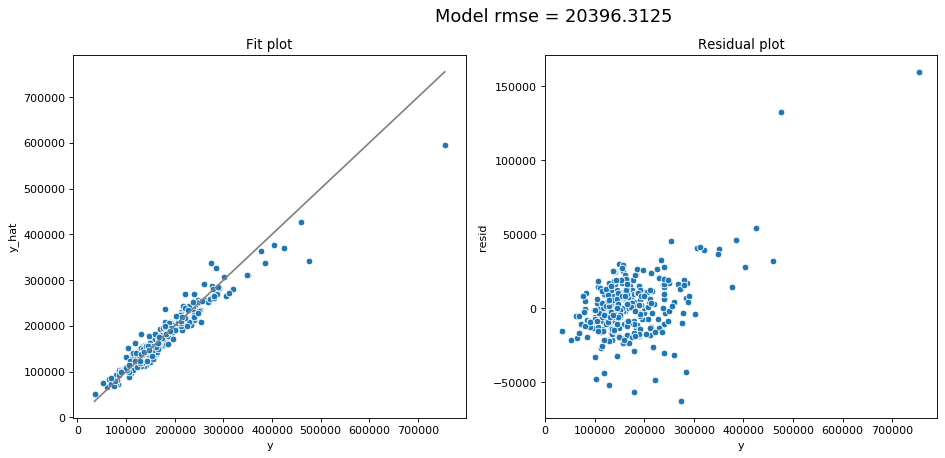 Model rmse = 20396.3125
Fit plot
700000
600000
500000
400000
300000
200000
100000
0
y_hat
0 100000 200000 300000 400000 500000 600000 700000
y
Residual plot
150000
100000
50000
0
−50000
resid
0 100000 200000 300000 400000 500000 600000 700000
y